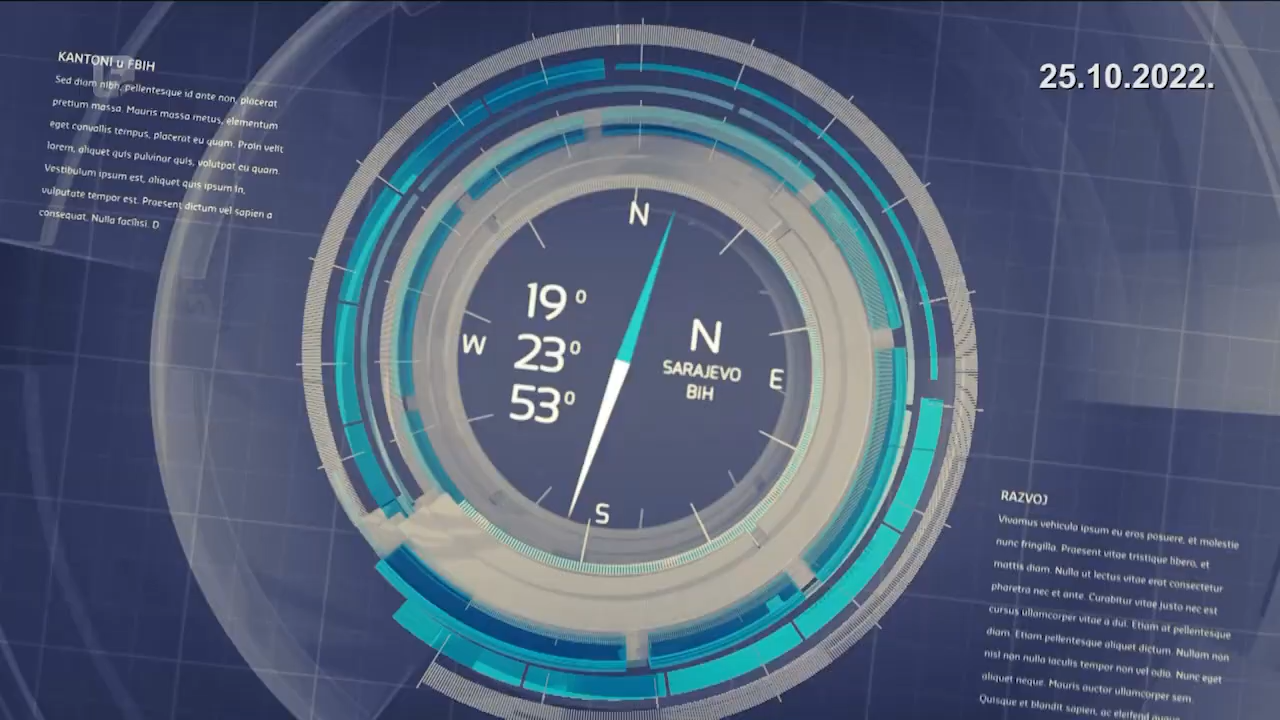 KANTONI u FBIH
Sed diam nibh, pellentesque id ante non, placerat
pretium massa. Mauris massa metus, elementum
eget convallis tempus, placerat eu quam. Proin velit
lorem, aliquet quis pulvinar quis, volutpat eu quam.
Vestibulum ipsum est, aliquet quis ipsum in,
vulputate tempor est. Praesent dictum vel sapien a
consequat. Nulla facilisi. D
25.10.2022.
N
19°
W 23°
53°
N
SARAJEVO
BiH
E
S
RAZVOJ
Vivamus vehicula ipsum eu eros posuere, et molestie
nunc fringilla. Praesent vitae tristique libero, et
mattis diam. Nulla ut lectus vitae erat consectetur
pharetra nec et ante. Curabitur vitae justo nec est
cursus ullamcorper vitae a dui. Etiam at pellentesque
diam. Etiam pellentesque aliquet dictum. Nullam non
nisl non nulla iaculis tempor non vel odio. Nunc eget
aliquet neque. Mauris auctor ullamcorper sem.
Quisque et blandit sapien, ac eleifend